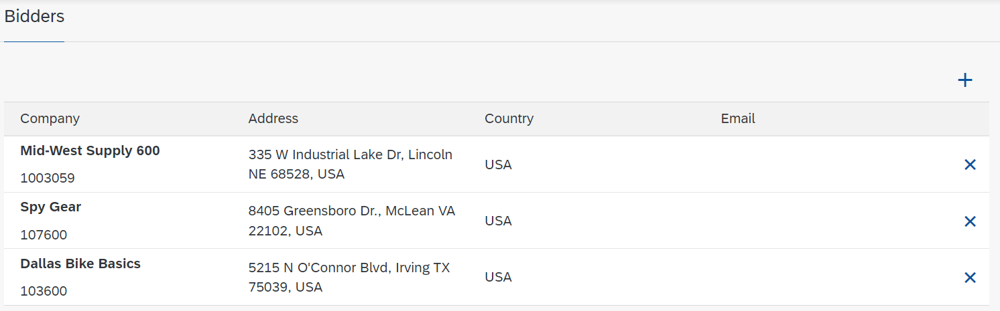 Bidders
Company Address Country Email
Mid-West Supply 600
1003059
335 W Industrial Lake Dr, Lincoln
NE 68528, USA
USA
Spy Gear
107600
8405 Greensboro Dr., McLean VA
22102, USA
USA
Dallas Bike Basics
103600
5215 N O'Connor Blvd, Irving TX
75039, USA
USA